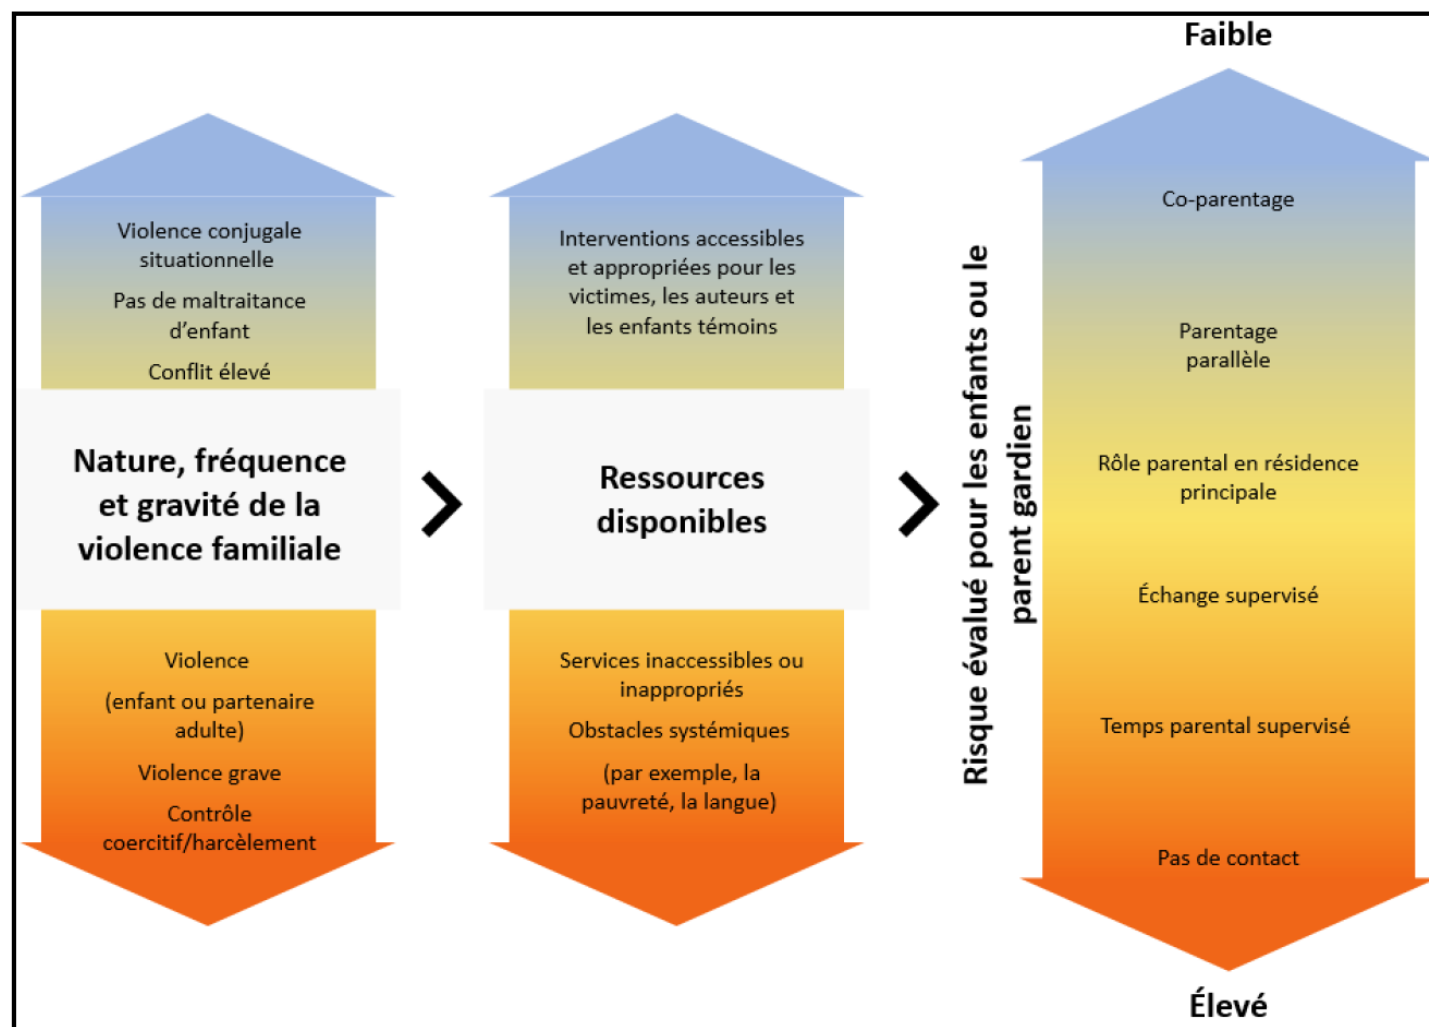 Violence conjugale
situationnelle
Pas de maltraitance
d’enfant
Conflit élevé
Nature, fréquence
et gravité de la
violence familiale
Violence
(enfant ou partenaire
adulte)
Violence grave
Contrôle
coercitif/harcèlement
Interventions accessibles
et appropriées pour les
victimes, les auteurs et
les enfants témoins
Ressources
disponibles
Services inaccessibles ou
inappropriés
Obstacles systémiques
(par exemple, la
pauvreté, la langue)
Risque évalué pour les enfants ou le
parent gardien
Faible
Co-parentage
Parentage
parallèle
Rôle parental en résidence
principale
Échange supervisé
Temps parental supervisé
Pas de contact
Élevé